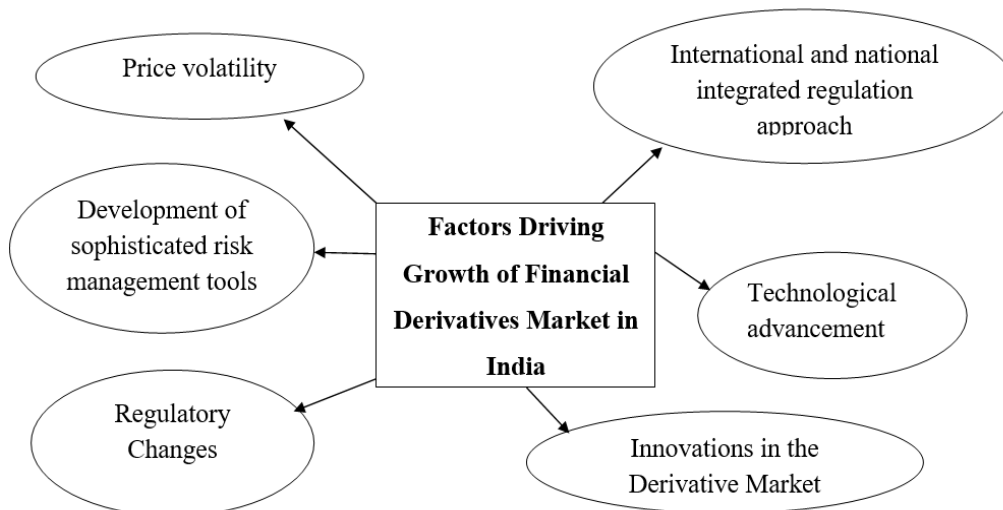 Price volatility
International and national
integrated regulation
approach
Development of
sophisticated risk
management tools
Factors Driving
Growth of Financial
Derivatives Market in
India
Technological
advancement
Regulatory
Changes
Innovations in the
Derivative Market